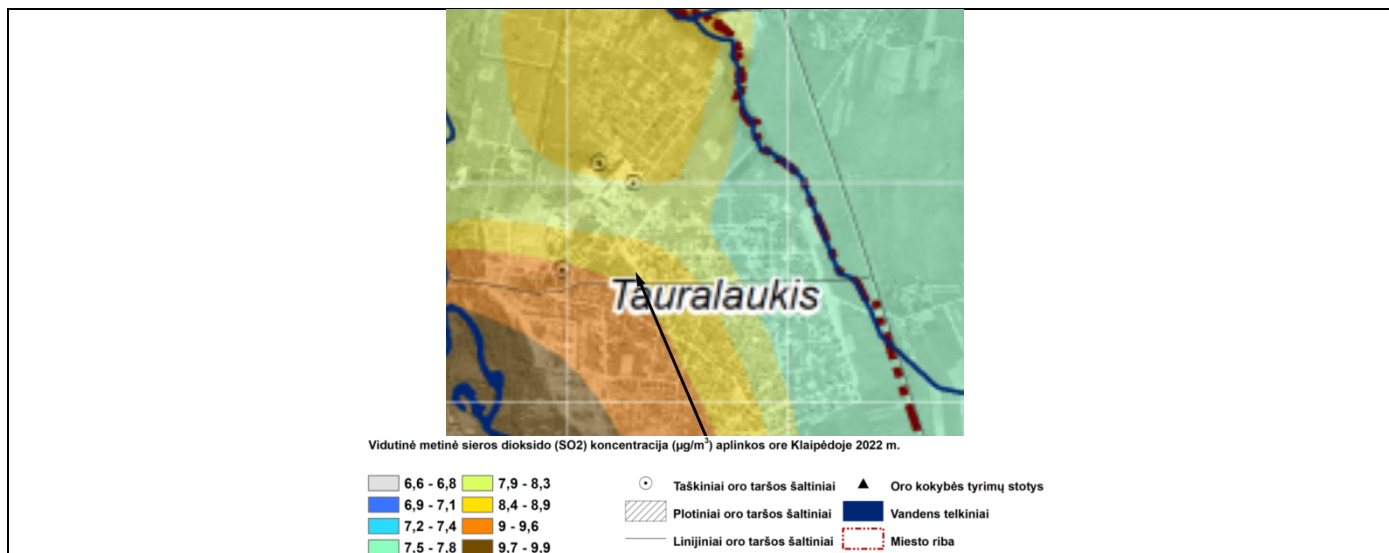 Tauralaukis
Vidutinė metinė sieros dioksido (SO2) koncentracija (µg/m³) aplinkos ore Klaipėdoje 2022 m.
6,6 - 6,8
7,9 - 8,3
Taškiniai oro taršos šaltiniai
Oro kokybės tyrimų stotys
6,9 - 7,1
8,4 - 8,9
Plotiniai oro taršos šaltiniai
Vandens telkiniai
7,2 - 7,4
9 - 9,6
Linijiniai oro taršos šaltiniai
Miesto riba
7,5 - 7,8
9,7 - 9,9